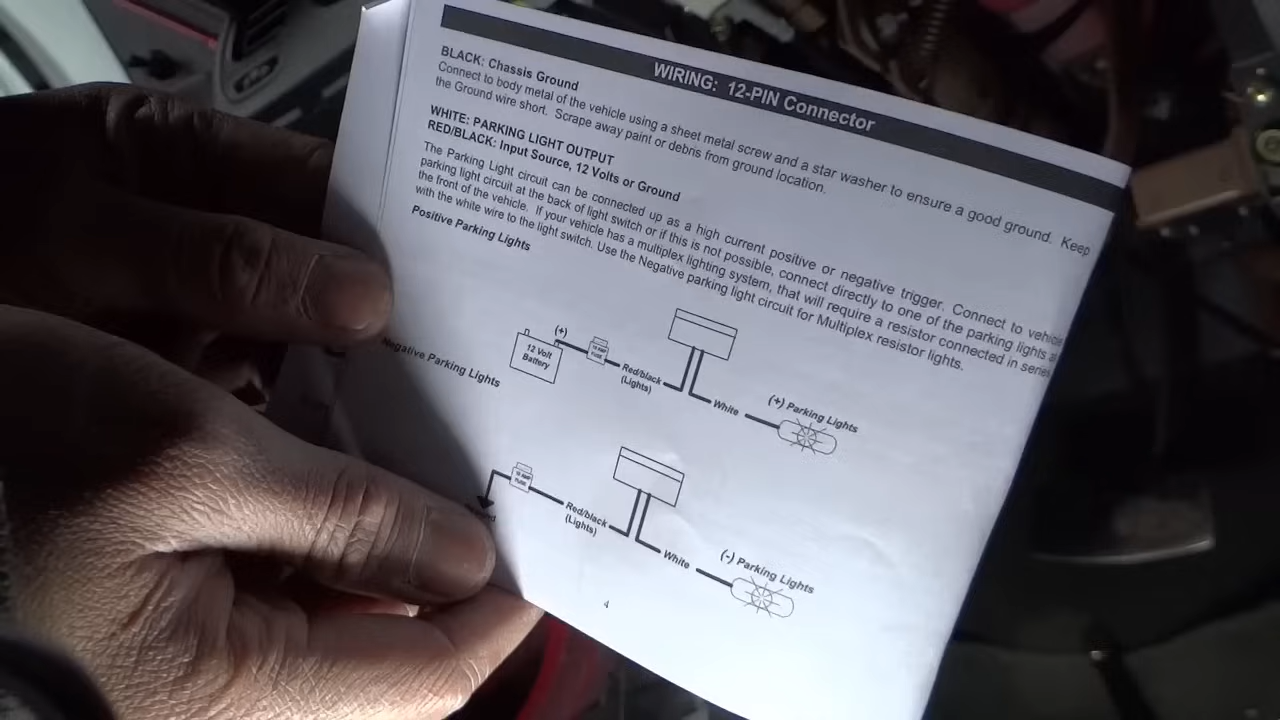 WIRING: 12-PIN Connector
BLACK: Chassis Ground
Connect to body metal of the vehicle using a sheet metal screw and a star washer to ensure a good ground. Keep
the Ground wire short. Scrape away paint or debris from ground location.
WHITE: PARKING LIGHT OUTPUT
RED/BLACK: Input Source, 12 Volts or Ground
The Parking Light circuit can be connected up as a high current positive or negative trigger. Connect to
parking light circuit at the back of light switch or if this is not possible, connect directly to one of the parking lights
the front of the vehicle. If your vehicle has a multiplex lighting system, that will require a resistor connected in
with the white wire to the light switch. Use the Negative parking light circuit for Multiplex resistor lights.
Positive Parking Lights
12 Volt
Battery
(+)
10 AMP
FUSE
Red/black
(Lights)
White
(+) Parking Lights
Negative Parking Lights
10 AMP
FUSE
Red/black
(Lights)
White
(-) Parking Lights
4